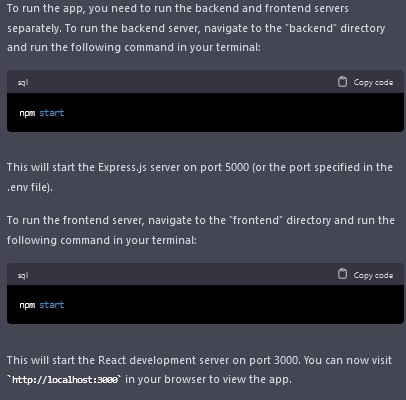 To run the app, you need to run the backend and frontend servers
separately. To run the backend server, navigate to the "backend" directory
and run the following command in your terminal:
sql
Copy code
npm start
This will start the Express.js server on port 5000 (or the port specified in the
.env file).
To run the frontend server, navigate to the "frontend" directory and run the
following command in your terminal:
sql
Copy code
npm start
This will start the React development server on port 3000. You can now visit
`http://localhost:3000` in your browser to view the app.